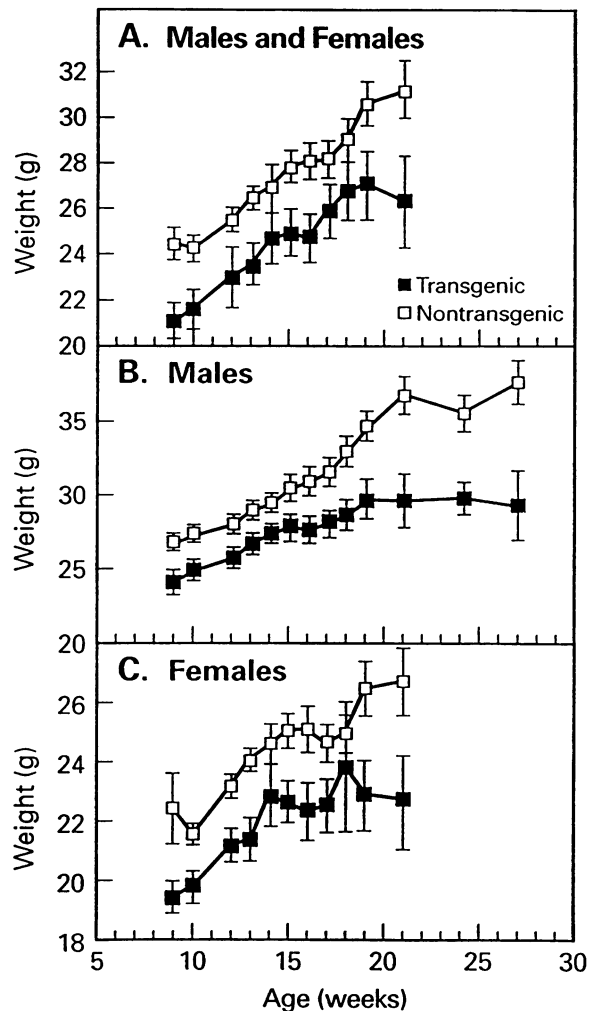 A. Males and Females
32
30
28
26
24
22
20
Weight (g)
Transgenic
Nontransgenic
B. Males
35
30
25
20
Weight (g)
C. Females
26
24
22
20
18
Weight (g)
5 10 15 20 25 30
Age (weeks)